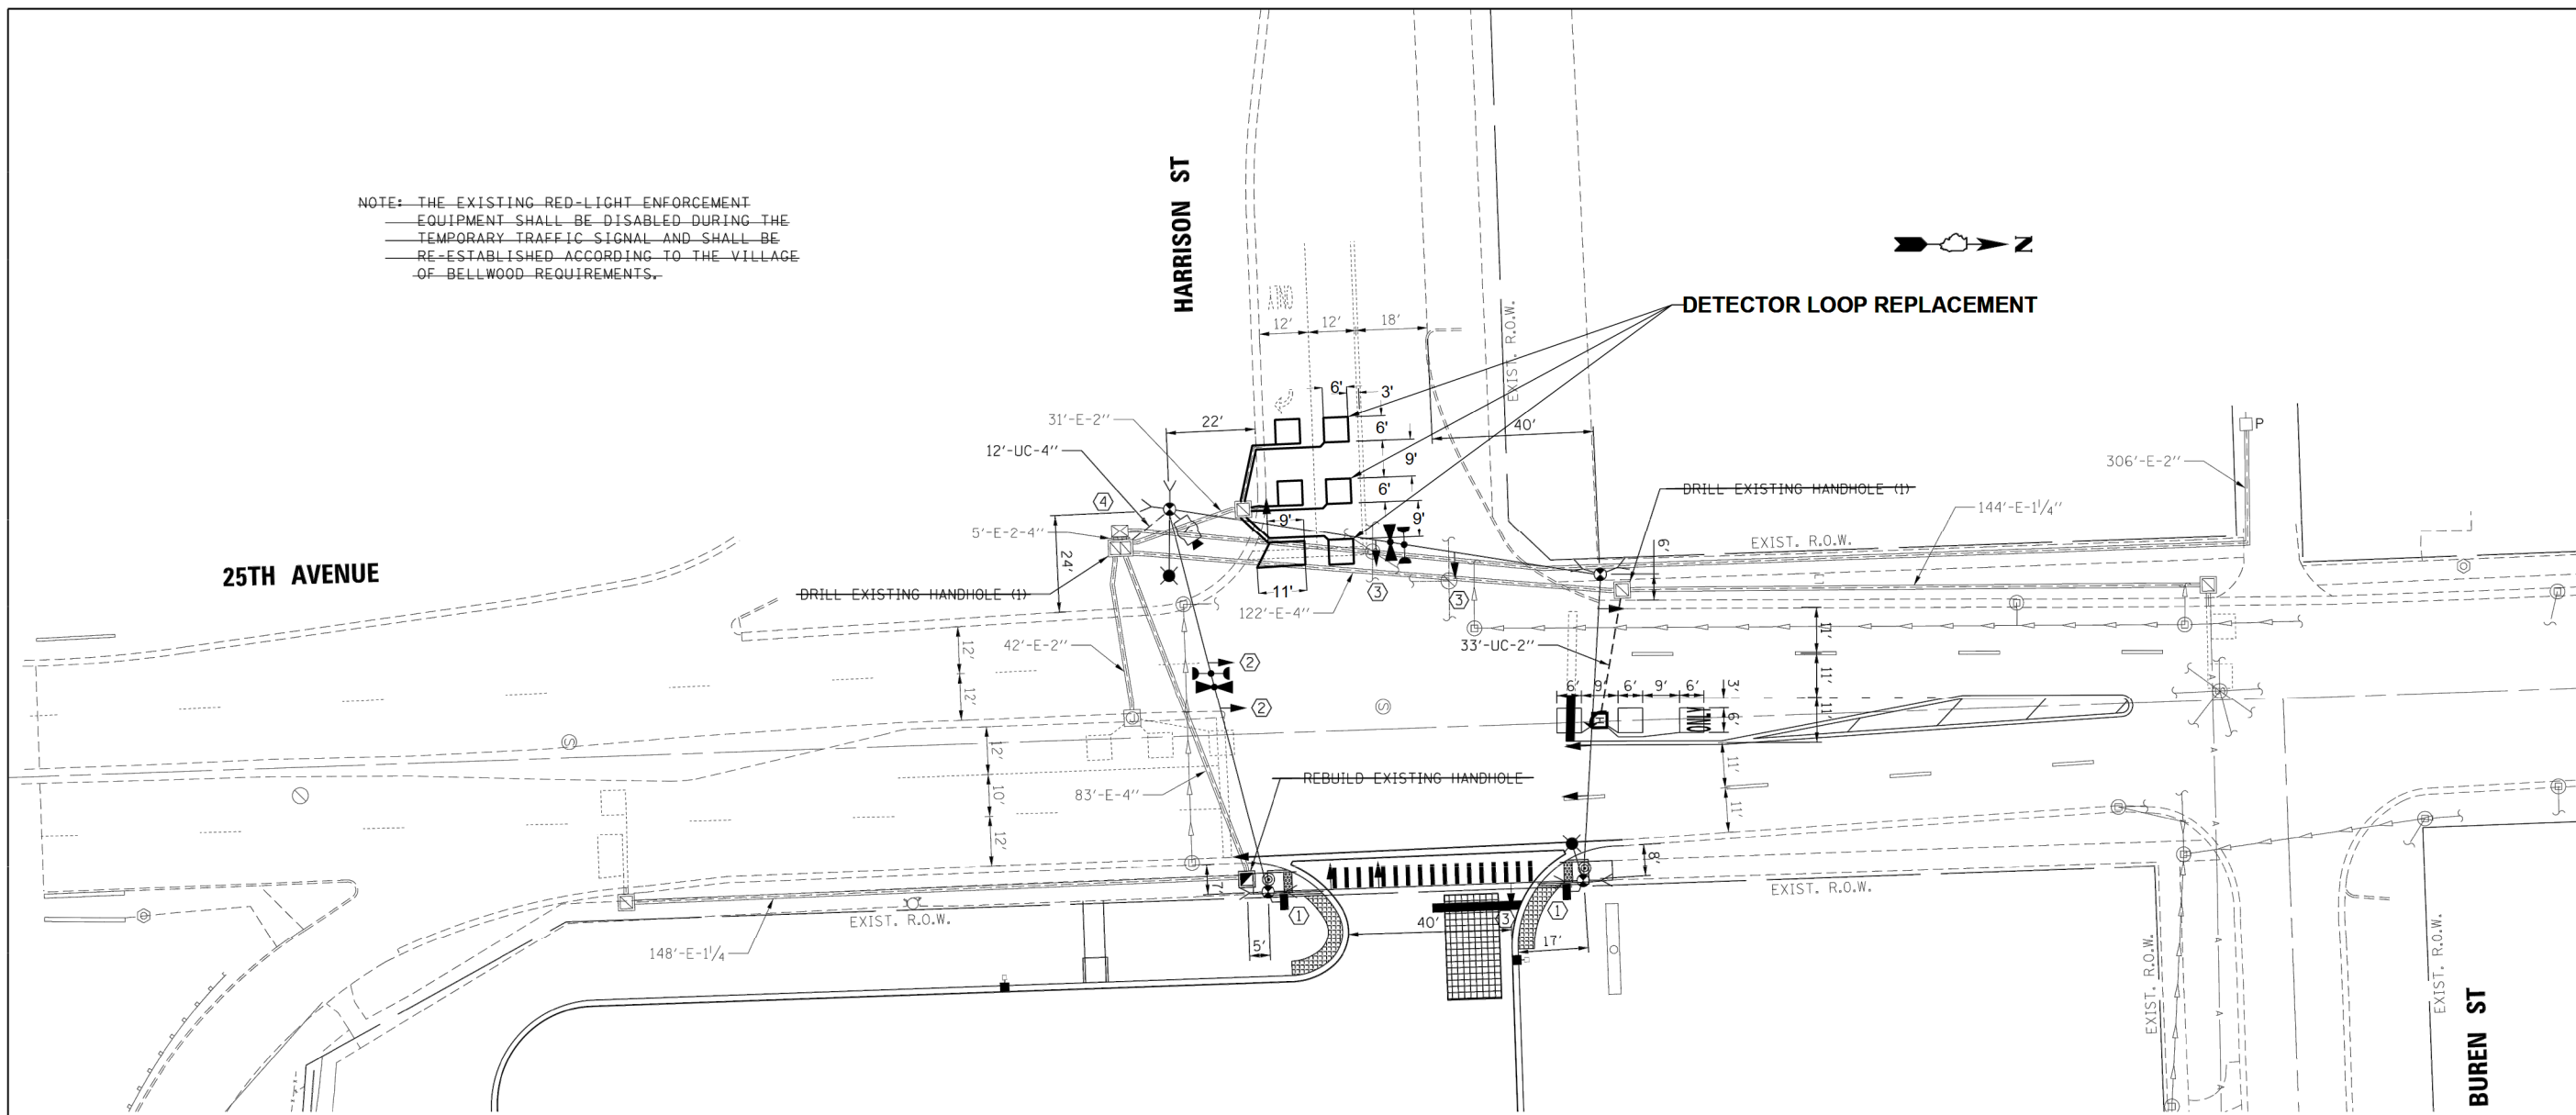 NOTE: THE EXISTING RED-LIGHT ENFORCEMENT
EQUIPMENT SHALL BE DISABLED DURING THE
TEMPORARY TRAFFIC SIGNAL AND SHALL BE
RE-ESTABLISHED ACCORDING TO THE VILLAGE
OF BELLWOOD REQUIREMENTS.
HARRISON ST
N
DETECTOR LOOP REPLACEMENT
AND
12' 12' 18'
EXIST. R.O.W.
6' 3'
31'-E-2"
22'
6'
40'
12'-UC-4"
9'
P
306'-E-2"
4
6'
DRILL EXISTING HANDHOLE (1)
144'-E-1 1/4"
5'-E-2-4"
9'
9'
EXIST. R.O.W.
6'
25TH AVENUE
24'
DRILL EXISTING HANDHOLE (1)
11'
122'-E-4"
3
3
42'-E-2"
12'
12'
2
33'-UC-2"
11'
11'
11'
6' 9' 6' 9' 6'
3'
6'
2
S
S
ONLY
12'
10'
12'
83'-E-4"
REBUILD EXISTING HANDHOLE
11'
11'
A
8'
7'
EXIST. R.O.W.
EXIST. R.O.W.
1
40'
3
1
148'-E-1 1/4
5'
17'
EXIST. R.O.W.
EXIST. R.O.W.
BUREN ST